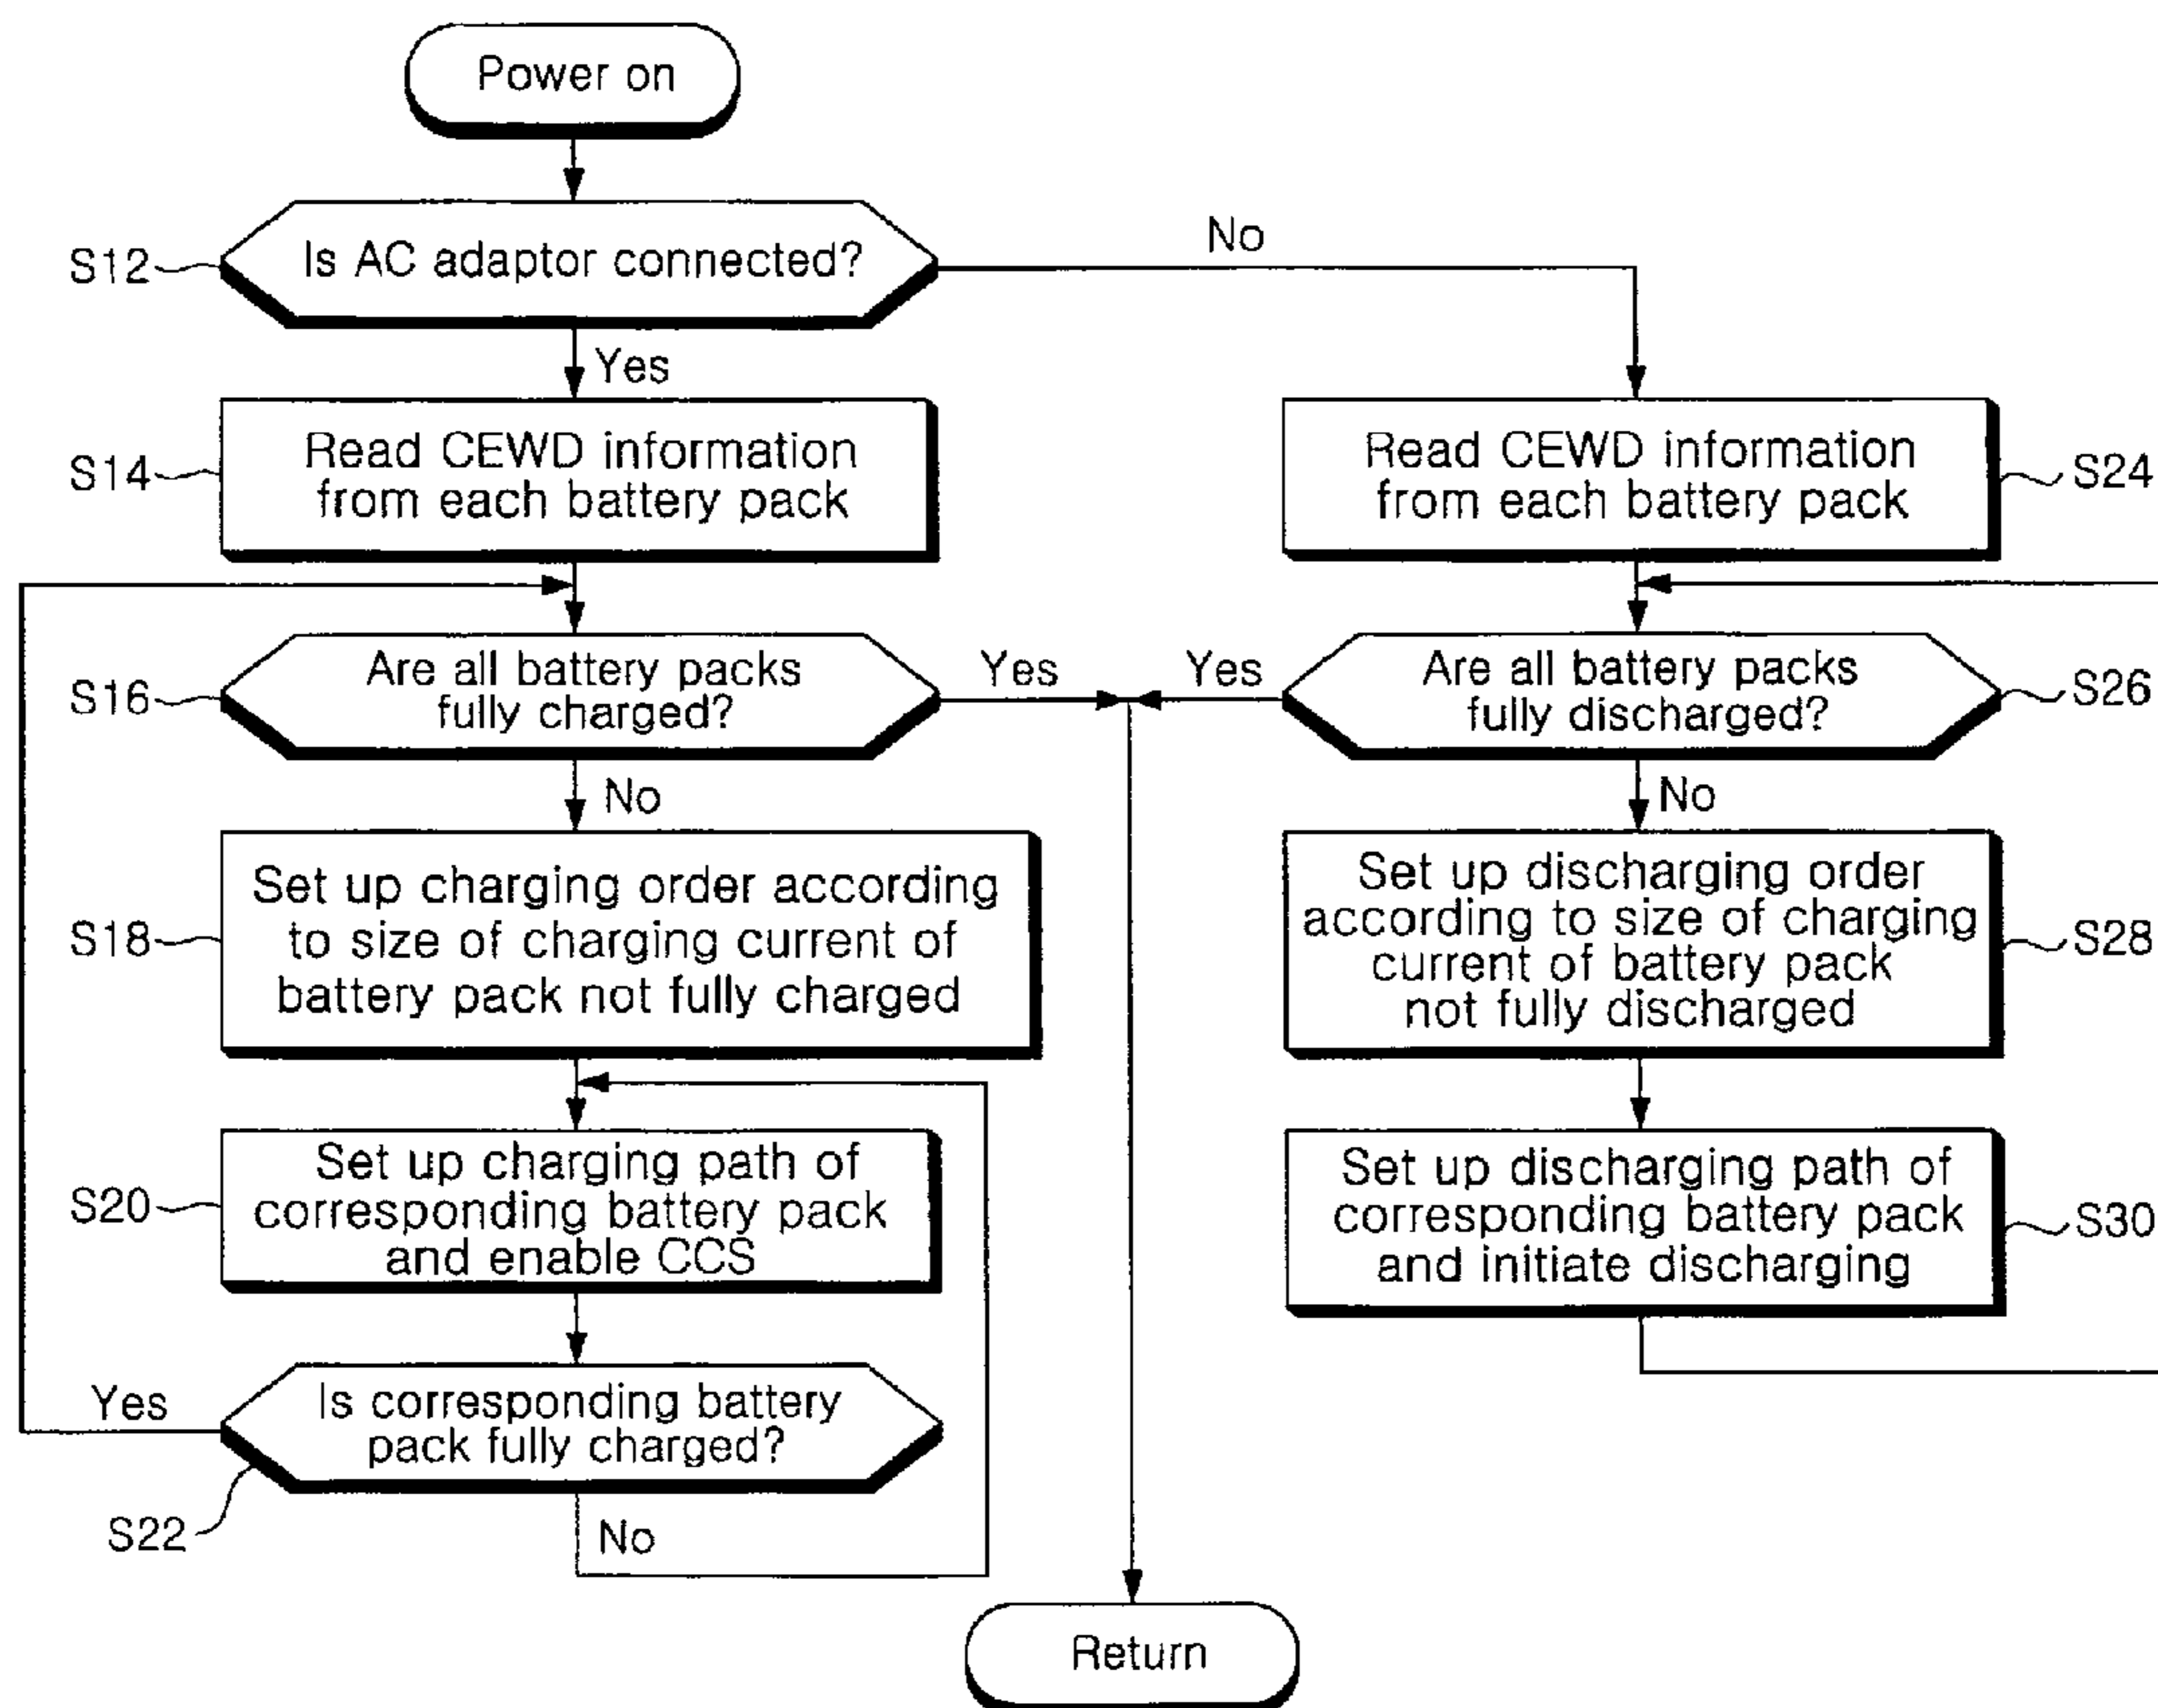 Power on
S12
Is AC adaptor connected?
No
Yes
S14
Read CEWD information
from each battery pack
Read CEWD information
from each battery pack
S24
S16
Are all battery packs
fully charged?
Yes
Yes
Are all battery packs
fully discharged?
S26
No
No
S18
Set up charging order according
to size of charging current of
battery pack not fully charged
Set up discharging order
according to size of charging
current of battery pack
not fully discharged
S28
S20
Set up charging path of
corresponding battery pack
and enable CCS
Set up discharging path of
corresponding battery pack
and initiate discharging
S30
Yes
Is corresponding battery
pack fully charged?
S22
No
Return